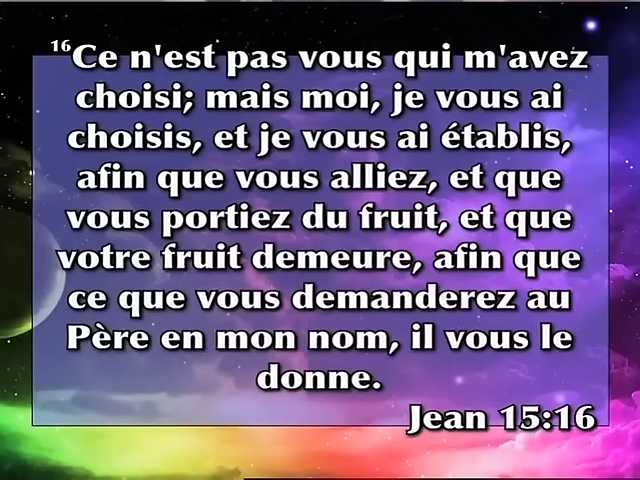 16Ce n'est pas vous qui m'avez
choisi; mais moi, je vous ai
choisis, et je vous ai établis,
afin que vous alliez, et que
vous portiez du fruit, et que
votre fruit demeure, afin que
ce que vous demanderez au
Père en mon nom, il vous le
donne.
Jean 15:16